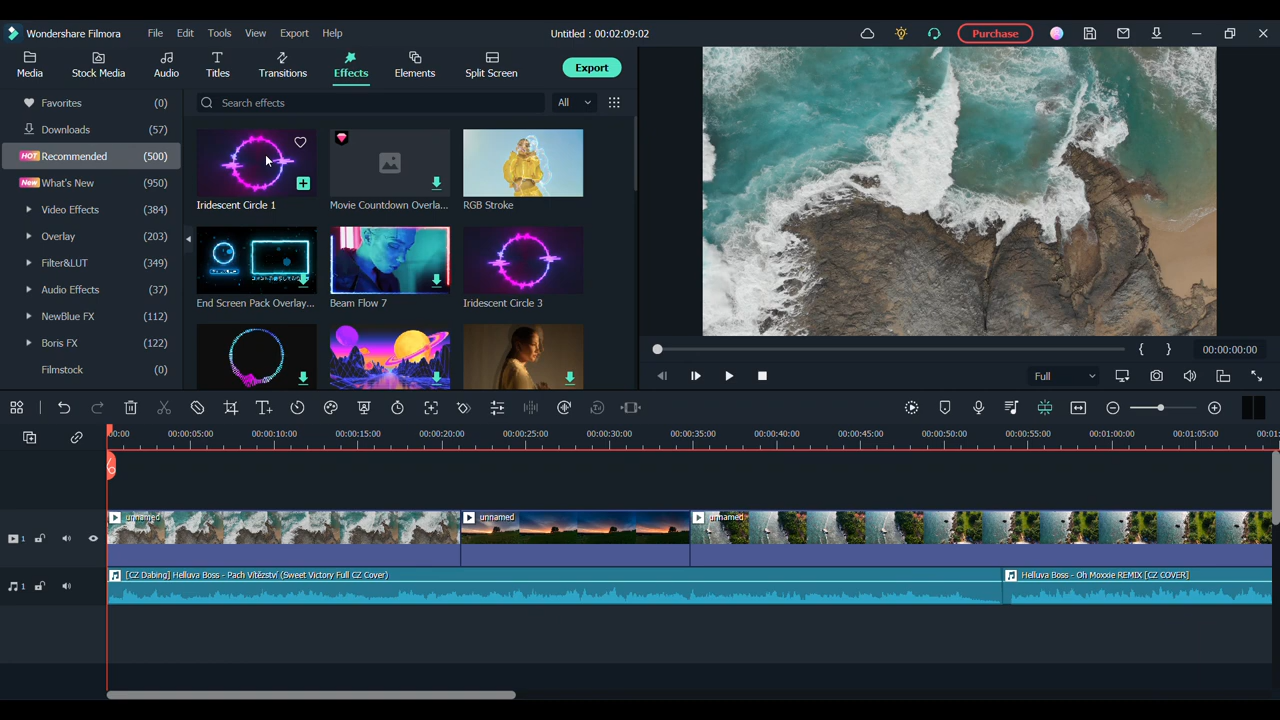 Wondershare Filmora File Edit Tools View Export Help Untitled : 00:02:09:02 Purchase
Media Stock Media Audio Titles Transitions Effects Elements Split Screen Export
Favorites (0)
Downloads (57)
HOT Recommended (500)
New What's New (950)
Video Effects (384)
Overlay (203)
Filter&LUT (349)
Audio Effects (37)
NewBlue FX (112)
Boris FX (122)
Filmstock (0)
Search effects All
Iridescent Circle 1 Movie Countdown Overla... RGB Stroke
End Screen Pack Overlay... Beam Flow 7 Iridescent Circle 3
00:00:00:00
Full
00:00 00:00:05:00 00:00:10:00 00:00:15:00 00:00:20:00 00:00:25:00 00:00:30:00 00:00:35:00 00:00:40:00 00:00:45:00 00:00:50:00 00:00:55:00 00:01:00:00 00:01:05:00 00:01:
unnamed unnamed unnamed
1
[CZ Dabing] Helluva Boss - Pach Vítězství (Sweet Victory Full CZ Cover) Helluva Boss - Oh Moxxie REMIX [CZ COVER]
1